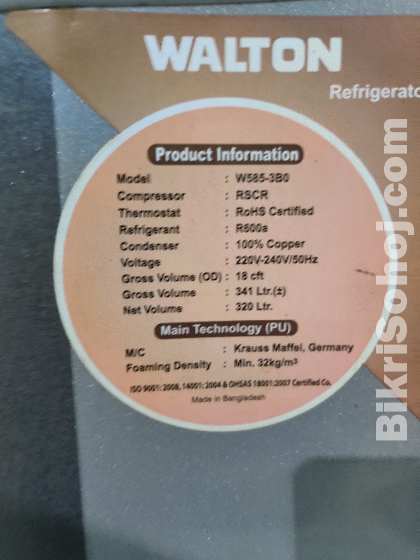 WALTON
Refrigerato
Product Information
Model : W585-3B0
Compressor : RSCR
Thermostat : RoHS Certified
Refrigerant : R600a
Condenser : 100% Copper
Voltage : 220V-240V/50Hz
Gross Volume (OD) : 18 cft
Gross Volume : 341 Ltr.(±)
Net Volume : 320 Ltr.
Main Technology (PU)
M/C : Krauss Maffel, Germany
Foaming Density : Min. 32kg/m³
ISO 9001: 2008, 14001: 2004 & OHSAS 18001:2007 Certified Co.
Made in Bangladesh
BikriSohoj.com